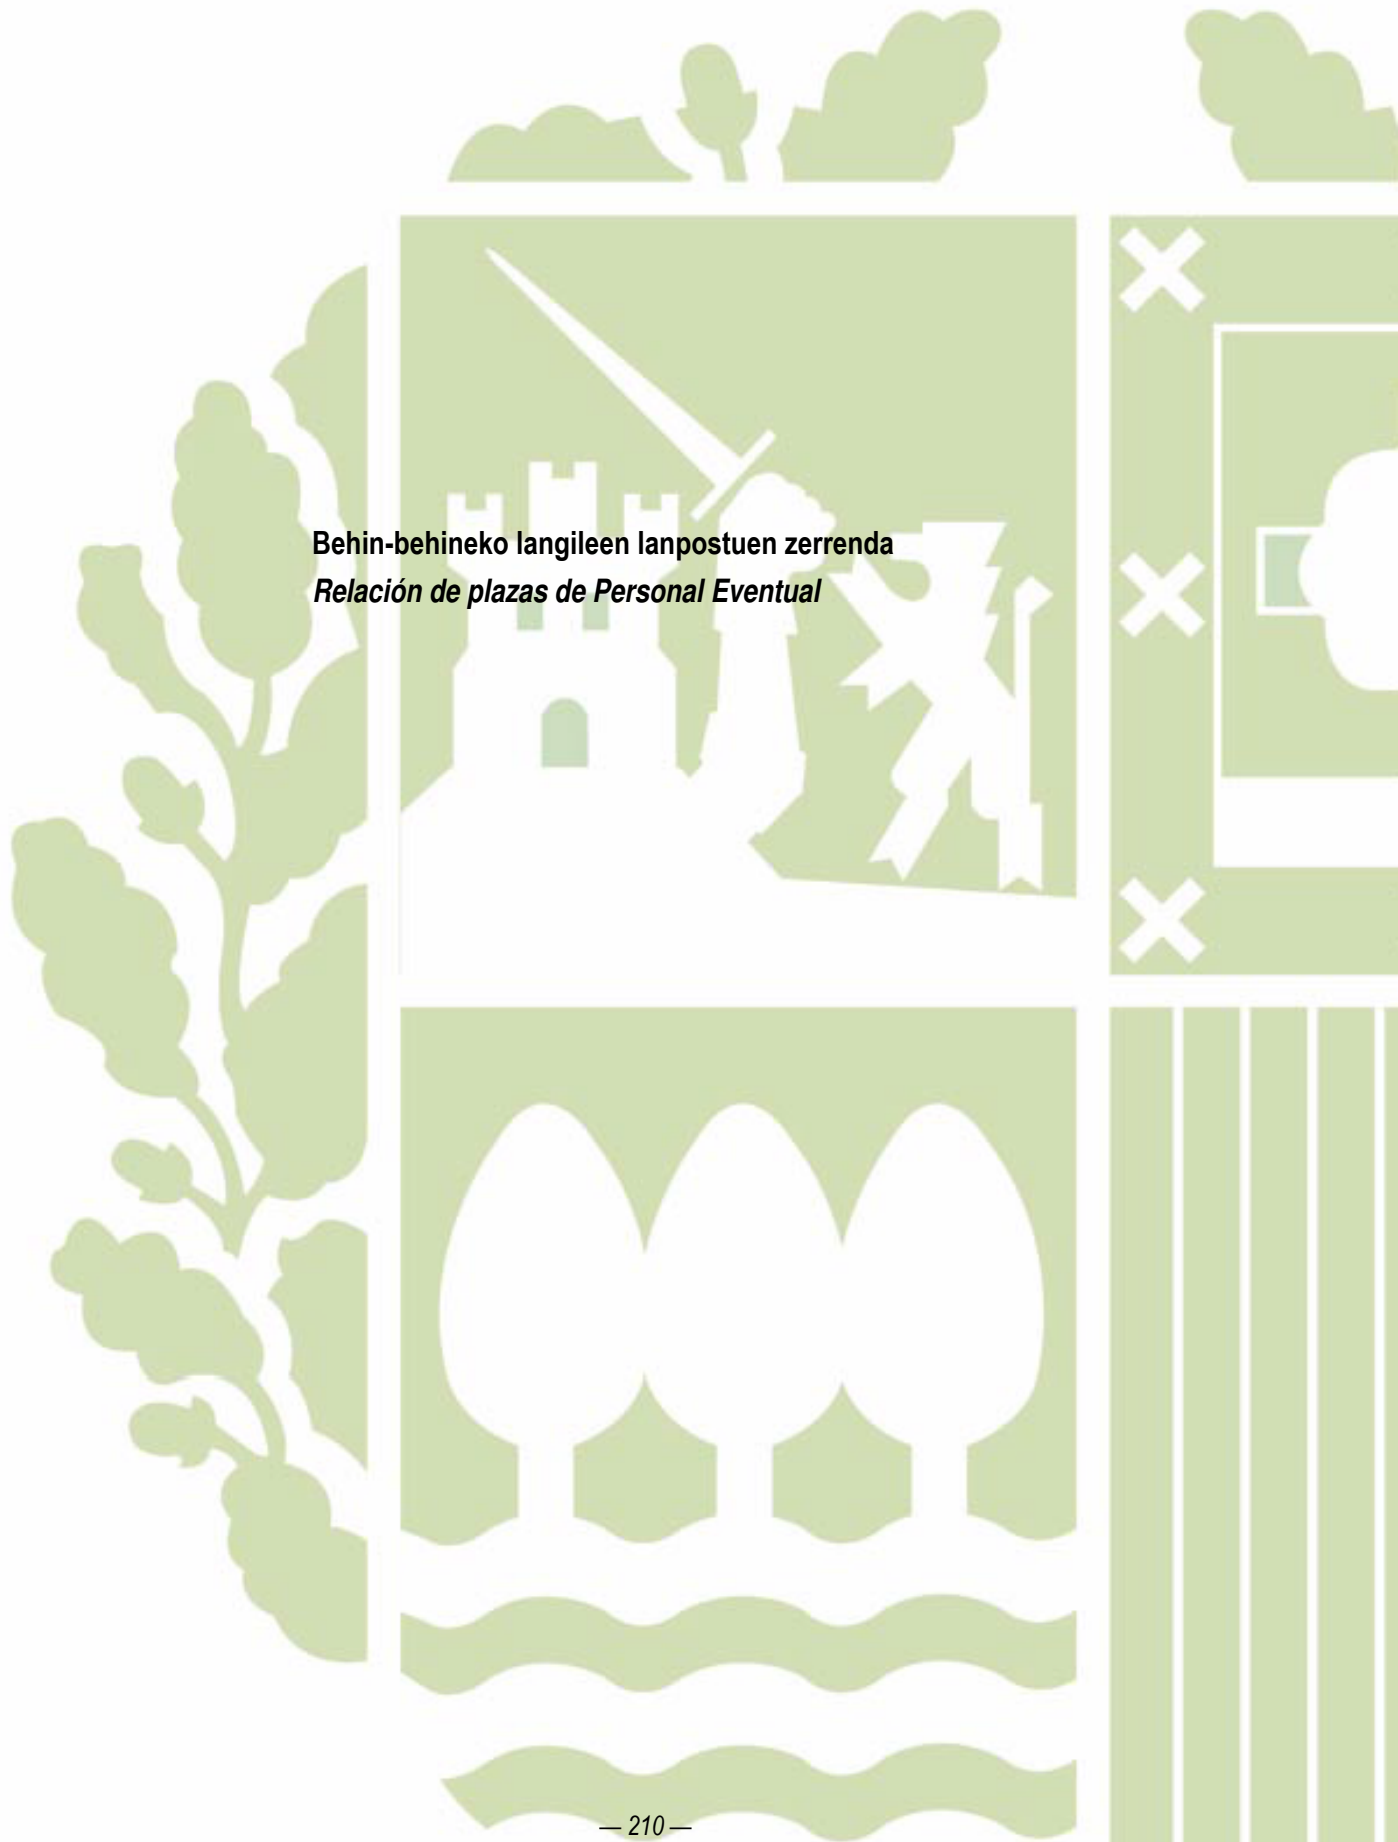 Behin-behineko langileen lanpostuen zerrenda
Relación de plazas de Personal Eventual
— 210 —